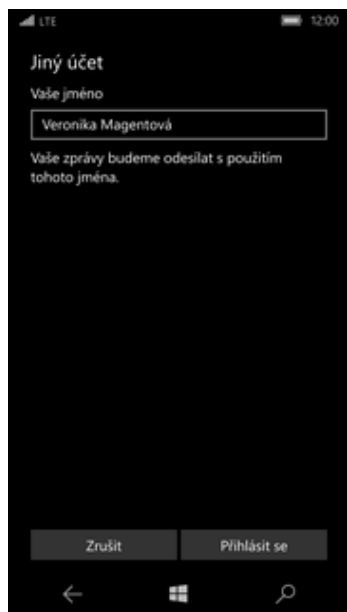 LTE 12:00
Jiný účet
Vaše jméno
Veronika Magentová
Vaše zprávy budeme odesílat s použitím
tohoto jména.
Zrušit Přihlásit se